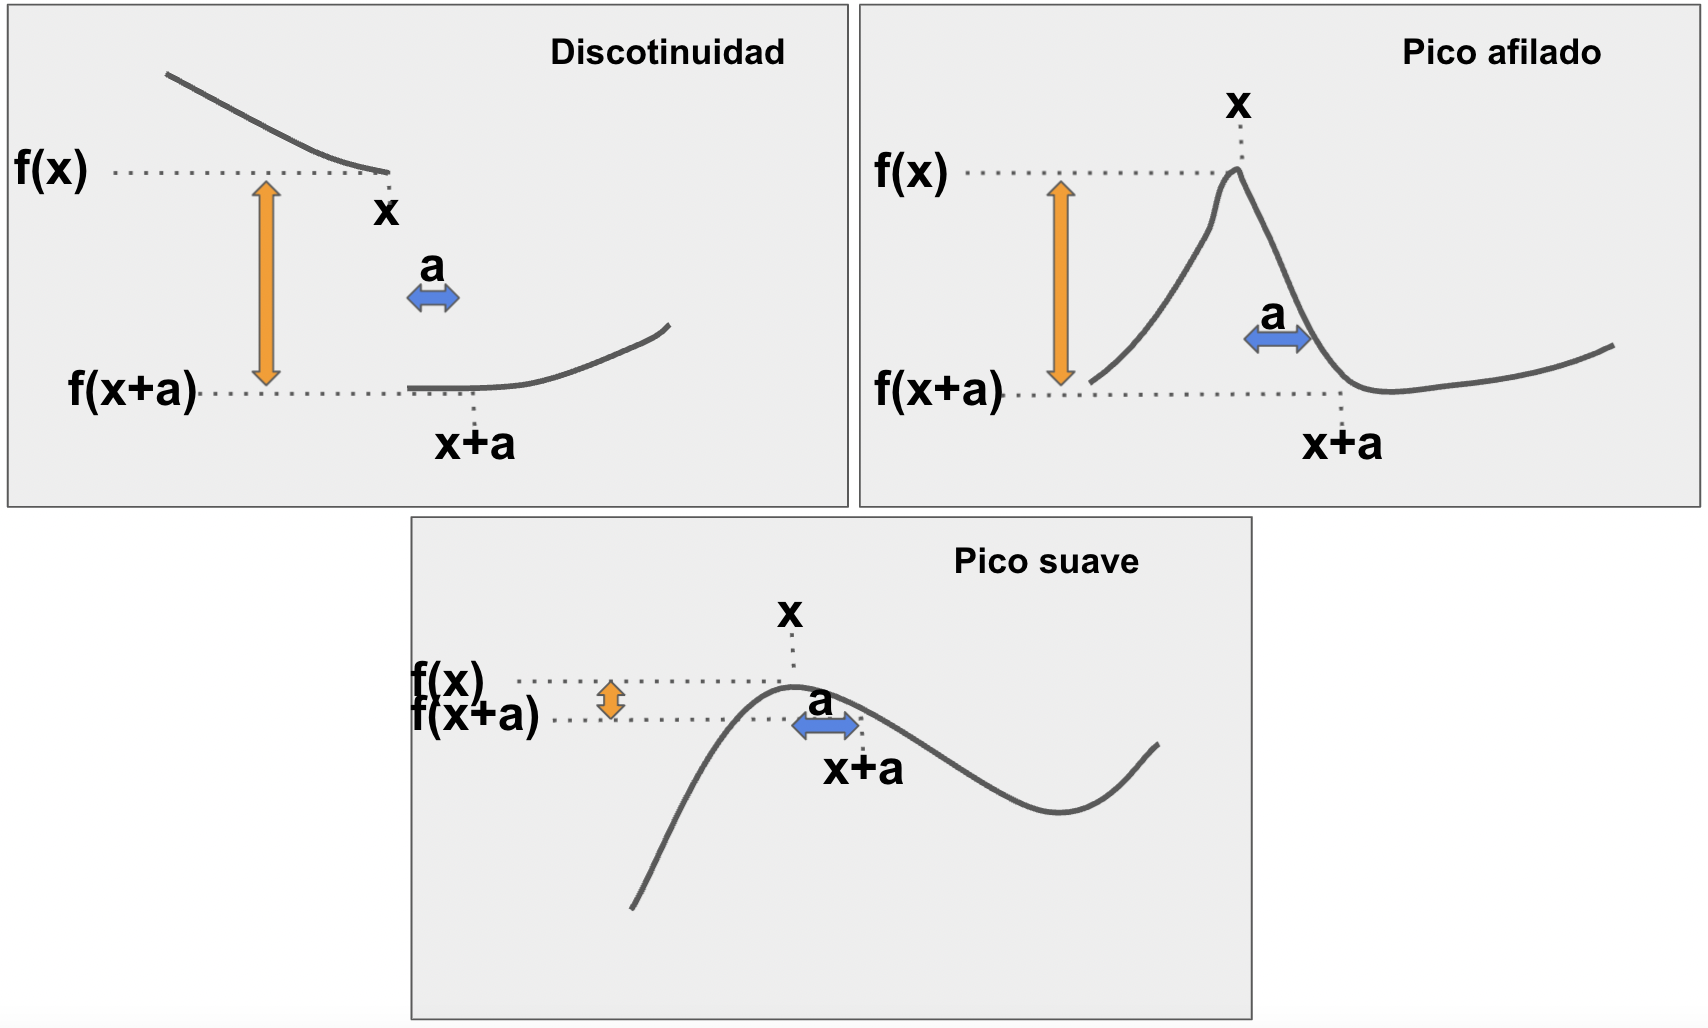 Discotinuidad
f(x)
x
a
f(x+a)
x+a
Pico afilado
x
f(x)
a
f(x+a)
x+a
Pico suave
x
f(x)
a
f(x+a)
x+a